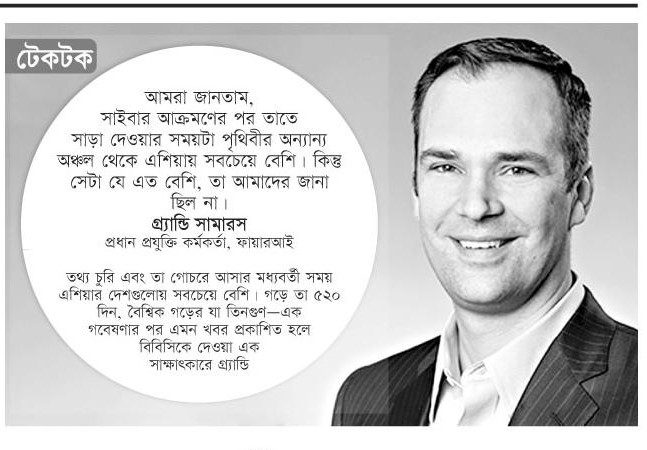 টেকটক
আমরা জানতাম,
সাইবার আক্রমণের পর তাতে
সাড়া দেওয়ার সময়টা পৃথিবীর অন্যান্য
অঞ্চল থেকে এশিয়ায় সবচেয়ে বেশি। কিন্তু
সেটা যে এত বেশি, তা আমাদের জানা
ছিল না।
গ্র্যান্ডি সামারস
প্রধান প্রযুক্তি কর্মকর্তা, ফায়ারআই
তথ্য চুরি এবং তা গোচরে আসার মধ্যবর্তী সময়
এশিয়ার দেশগুলোয় সবচেয়ে বেশি। গড়ে তা ৫২০
দিন, বৈশ্বিক গড়ের যা তিনগুণ—এক
গবেষণার পর এমন খবর প্রকাশিত হলে
বিবিসিকে দেওয়া এক
সাক্ষাৎকারে গ্র্যান্ডি